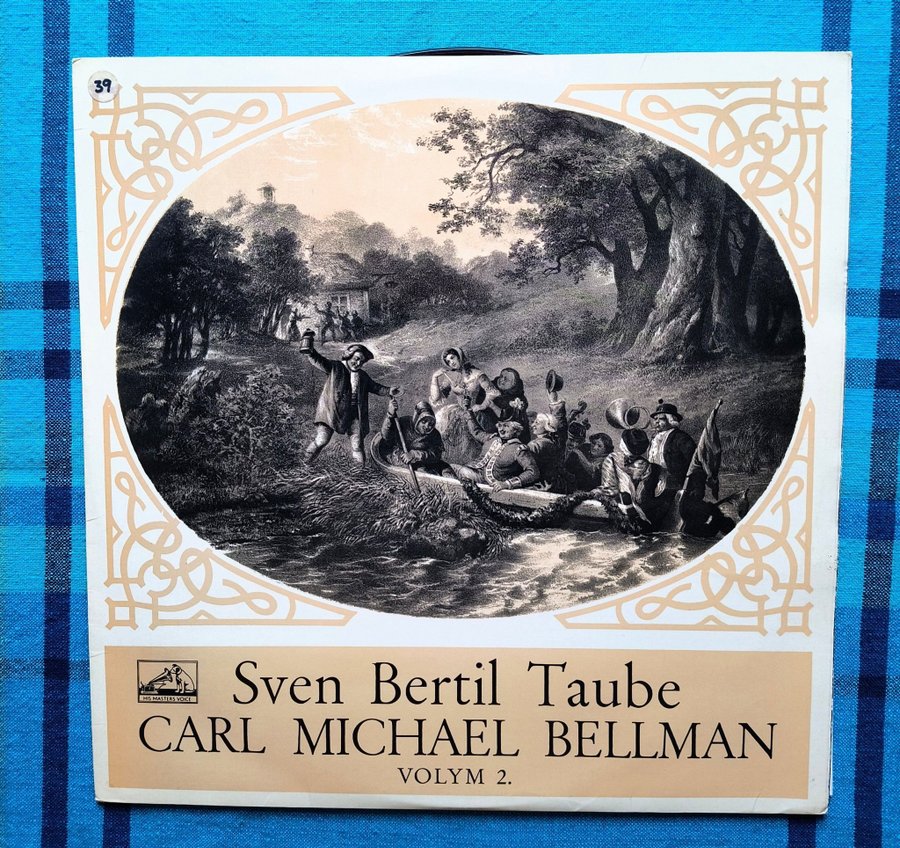 39
HIS MASTERS VOICE
Sven Bertil Taube
CARL MICHAEL BELLMAN
VOLYM 2.